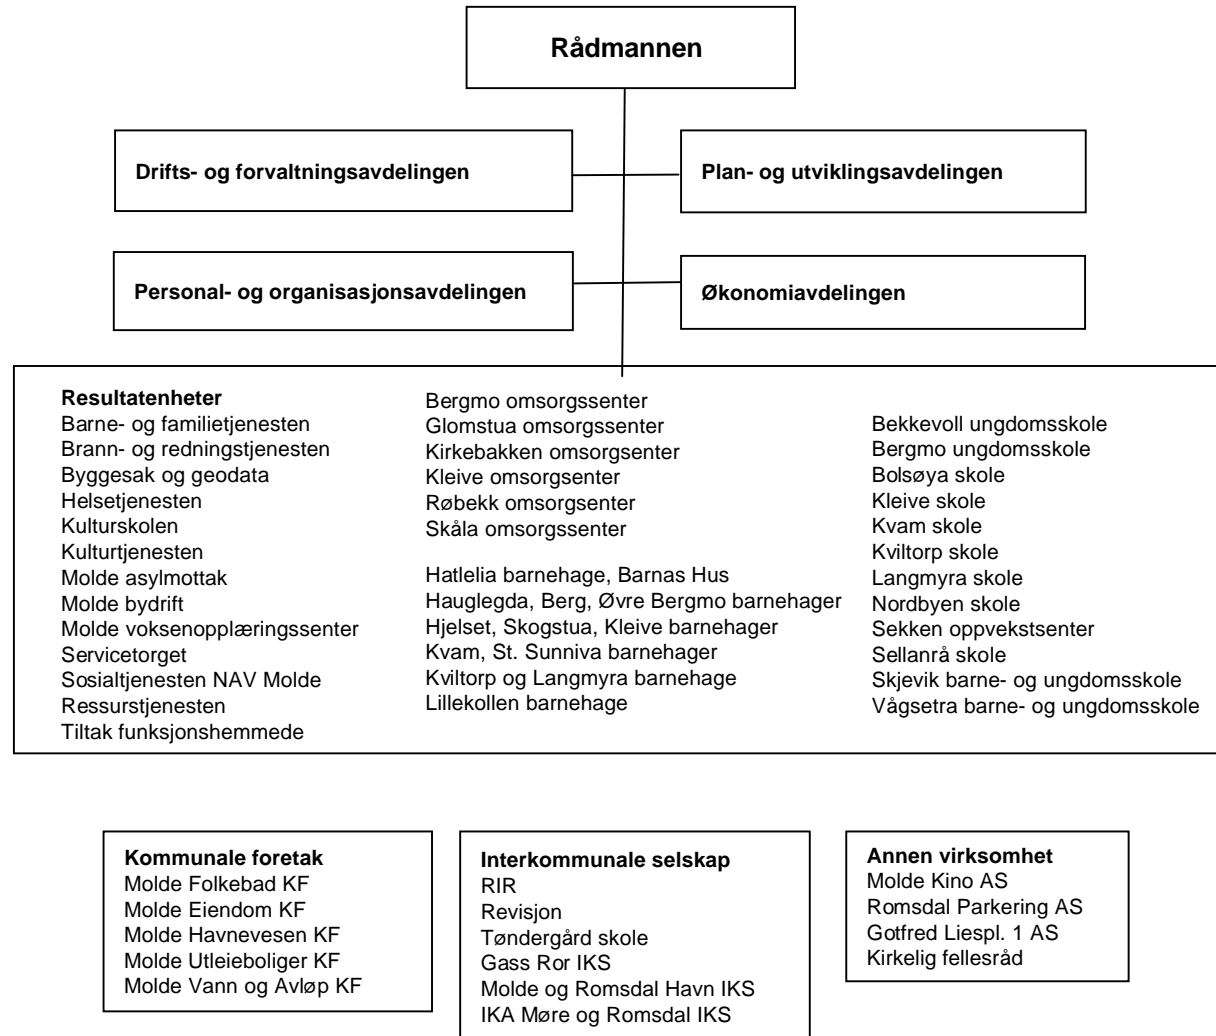 Rådmannen
Drifts- og forvaltningsavdelingen
Plan- og utviklingsavdelingen
Personal- og organisasjonsavdelingen
Økonomiavdelingen
Resultatenheter
Barne- og familietjenesten
Brann- og redningstjenesten
Byggesak og geodata
Helsetjenesten
Kulturskolen
Kulturtjenesten
Molde asylmottak
Molde bydrift
Molde voksenopplæringssenter
Servicetorget
Sosialtjenesten NAV Molde
Ressurstjenesten
Tiltak funksjonshemmede
Bergmo omsorgssenter
Glomstua omsorgssenter
Kirkebakken omsorgsenter
Kleive omsorgsenter
Røbekk omsorgsenter
Skåla omsorgssenter
Hatlelia barnehage, Barnas Hus
Hauglegda, Berg, Øvre Bergmo barnehager
Hjelset, Skogstua, Kleive barnehager
Kvam, St. Sunniva barnehager
Kviltorp og Langmyra barnehage
Lillekollen barnehage
Bekkevoll ungdomsskole
Bergmo ungdomsskole
Bolsøya skole
Kleive skole
Kvam skole
Kviltorp skole
Langmyra skole
Nordbyen skole
Sekken oppvekstsenter
Sellanrå skole
Skjevik barne- og ungdomsskole
Vågsetra barne- og ungdomsskole
Kommunale foretak
Molde Folkebad KF
Molde Eiendom KF
Molde Havnevesen KF
Molde Utleieboliger KF
Molde Vann og Avløp KF
Interkommunale selskap
RIR
Revisjon
Tøndergård skole
Gass Ror IKS
Molde og Romsdal Havn IKS
IKA Møre og Romsdal IKS
Annen virksomhet
Molde Kino AS
Romsdal Parkering AS
Gotfred Liespl. 1 AS
Kirkelig fellesråd